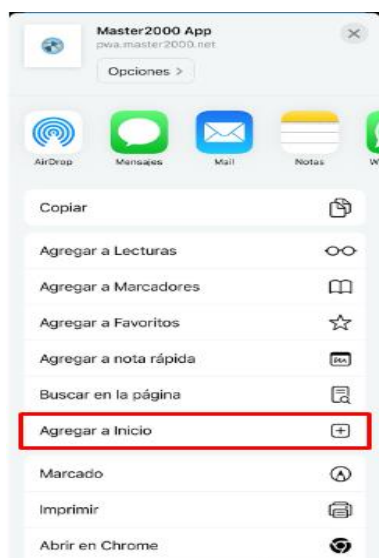 Master2000 App
pwa.master2000.net
Opciones >
AirDrop
Mensajes
Mail
Notas
W
Copiar
Agregar a Lecturas
Agregar a Marcadores
Agregar a Favoritos
Agregar a nota rápida
Buscar en la página
Agregar a Inicio
Marcado
Imprimir
Abrir en Chrome